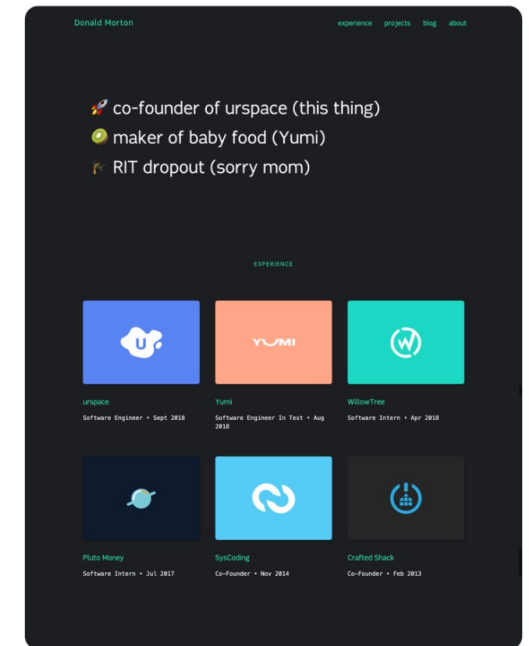 Donald Morton
experience projects blog about
🚀 co-founder of urspace (this thing)
🥝 maker of baby food (Yumi)
🎓 RIT dropout (sorry mom)
EXPERIENCE
U
YUMI
W
urspace
Software Engineer • Sept 2018
Yumi
Software Engineer In Test • Aug
2018
WillowTree
Software Intern • Apr 2018
Pluto Money
Software Intern • Jul 2017
SysCoding
Co-Founder • Nov 2014
Crafted Shack
Co-Founder • Feb 2013